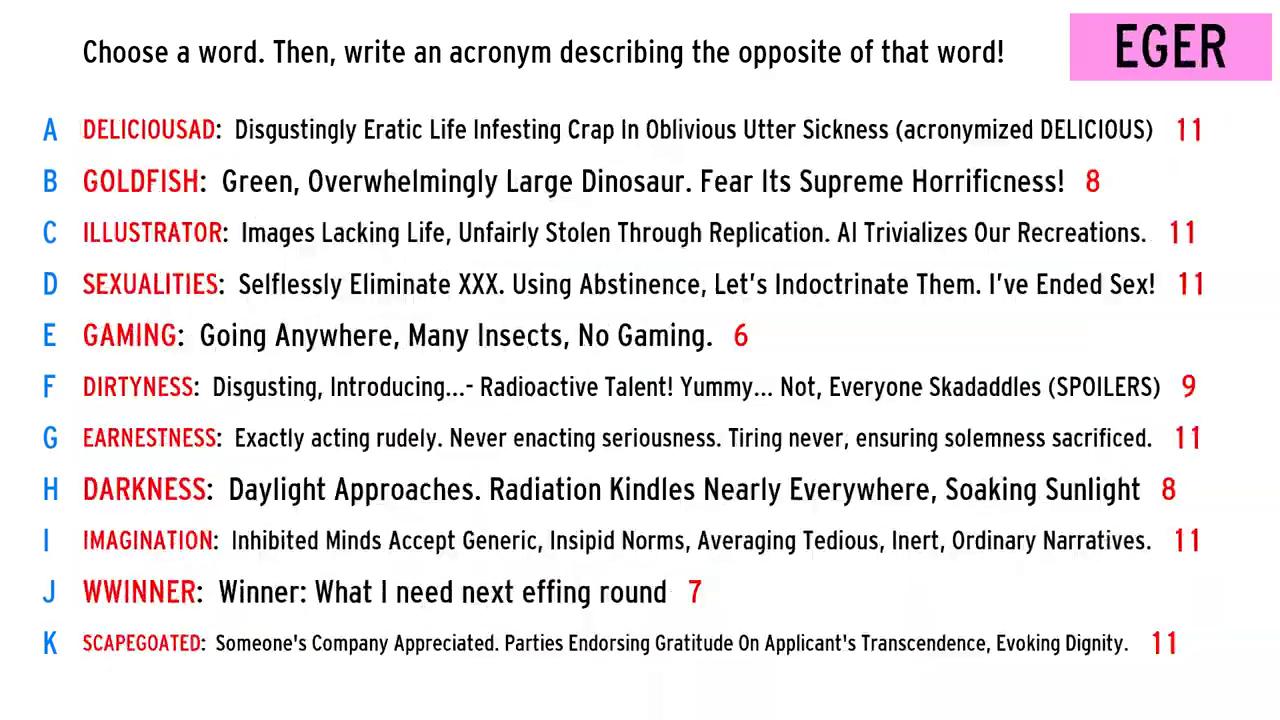 Choose a word. Then, write an acronym describing the opposite of that word!
EGER
A DELICIOUSAD: Disgustingly Eratic Life Infesting Crap In Oblivious Utter Sickness (acronymized DELICIOUS) 11
B GOLDFISH: Green, Overwhelmingly Large Dinosaur. Fear Its Supreme Horrificness! 8
C ILLUSTRATOR: Images Lacking Life, Unfairly Stolen Through Replication. AI Trivializes Our Recreations. 11
D SEXUALITIES: Selflessly Eliminate XXX. Using Abstinence, Let’s Indoctrinate Them. I’ve Ended Sex! 11
E GAMING: Going Anywhere, Many Insects, No Gaming. 6
F DIRTYNESS: Disgusting, Introducing...- Radioactive Talent! Yummy... Not, Everyone Skadaddles (SPOILERS) 9
G EARNESTNESS: Exactly acting rudely. Never enacting seriousness. Tiring never, ensuring solemness sacrificed. 11
H DARKNESS: Daylight Approaches. Radiation Kindles Nearly Everywhere, Soaking Sunlight 8
I IMAGINATION: Inhibited Minds Accept Generic, Insipid Norms, Averaging Tedious, Inert, Ordinary Narratives. 11
J WWINNER: Winner: What I need next effing round 7
K SCAPEGOATED: Someone's Company Appreciated. Parties Endorsing Gratitude On Applicant's Transcendence, Evoking Dignity. 11